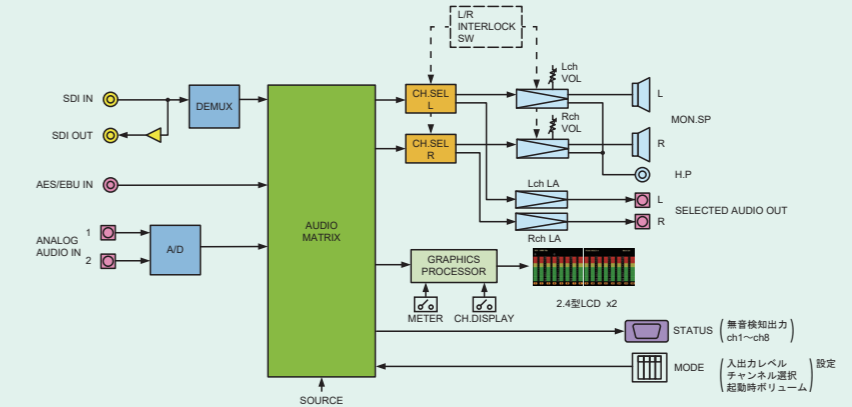 L/R
INTERLOCK
SW
Lch
VOL
SDI IN
DEMUX
CH.SEL
L
L
MON.SP
Rch
VOL
SDI OUT
CH.SEL
R
R
H.P
AES/EBU IN
Lch LA
L
SELECTED AUDIO OUT
R
Rch LA
AUDIO
MATRIX
ANALOG
AUDIO IN
1
2
A/D
GRAPHICS
PROCESSOR
METER
CH.DISPLAY
2.4型LCD x2
STATUS
無音検知出力
ch1～ch8
MODE
入出力レベル
チャンネル選択
起動時ボリューム
設定
SOURCE